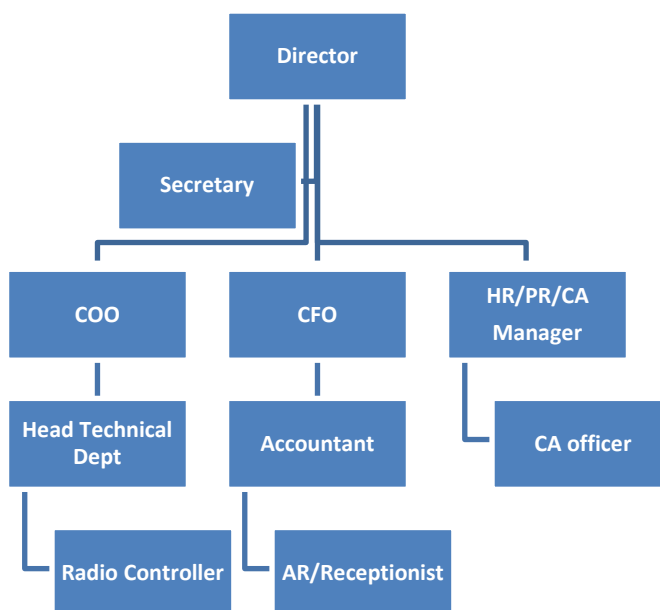 Director
Secretary
COO
CFO
HR/PR/CA
Manager
Head Technical
Dept
Accountant
CA officer
Radio Controller
AR/Receptionist